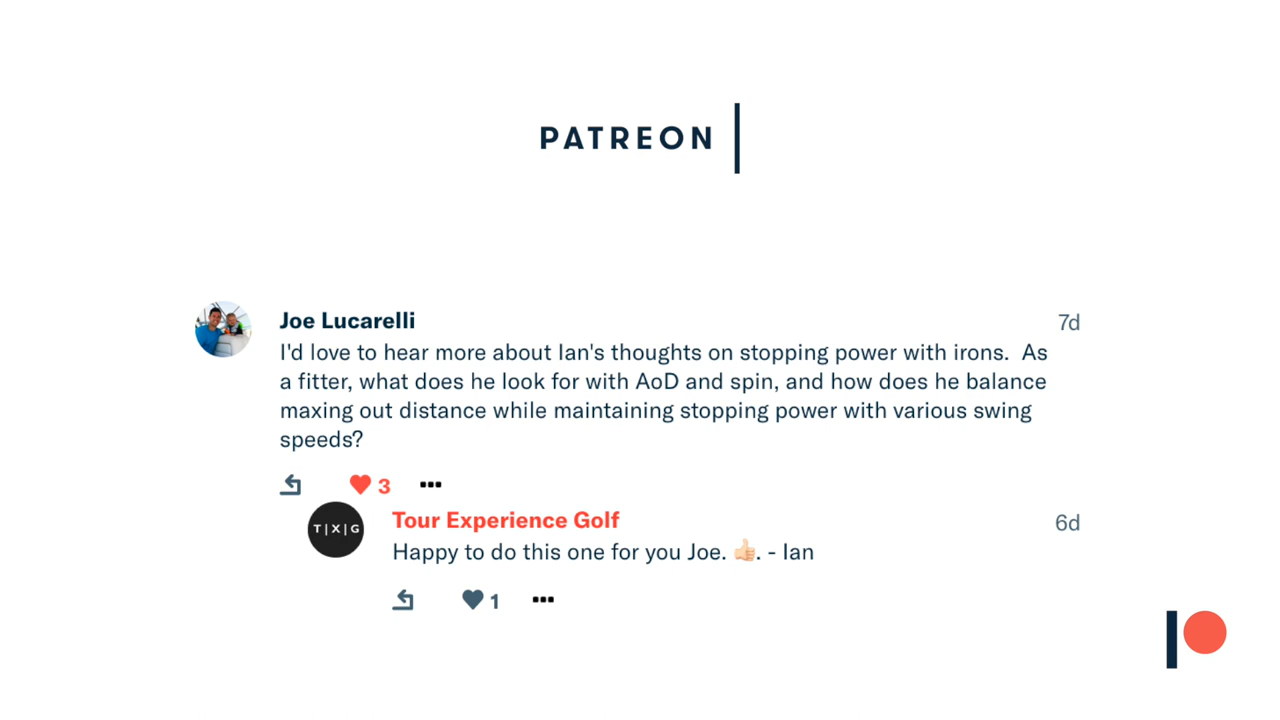 PATREON
Joe Lucarelli
7d
I'd love to hear more about Ian's thoughts on stopping power with irons.  As
a fitter, what does he look for with AoD and spin, and how does he balance
maxing out distance while maintaining stopping power with various swing
speeds?
3
T|X|G
Tour Experience Golf
6d
Happy to do this one for you Joe. 👍🏻. - Ian
1